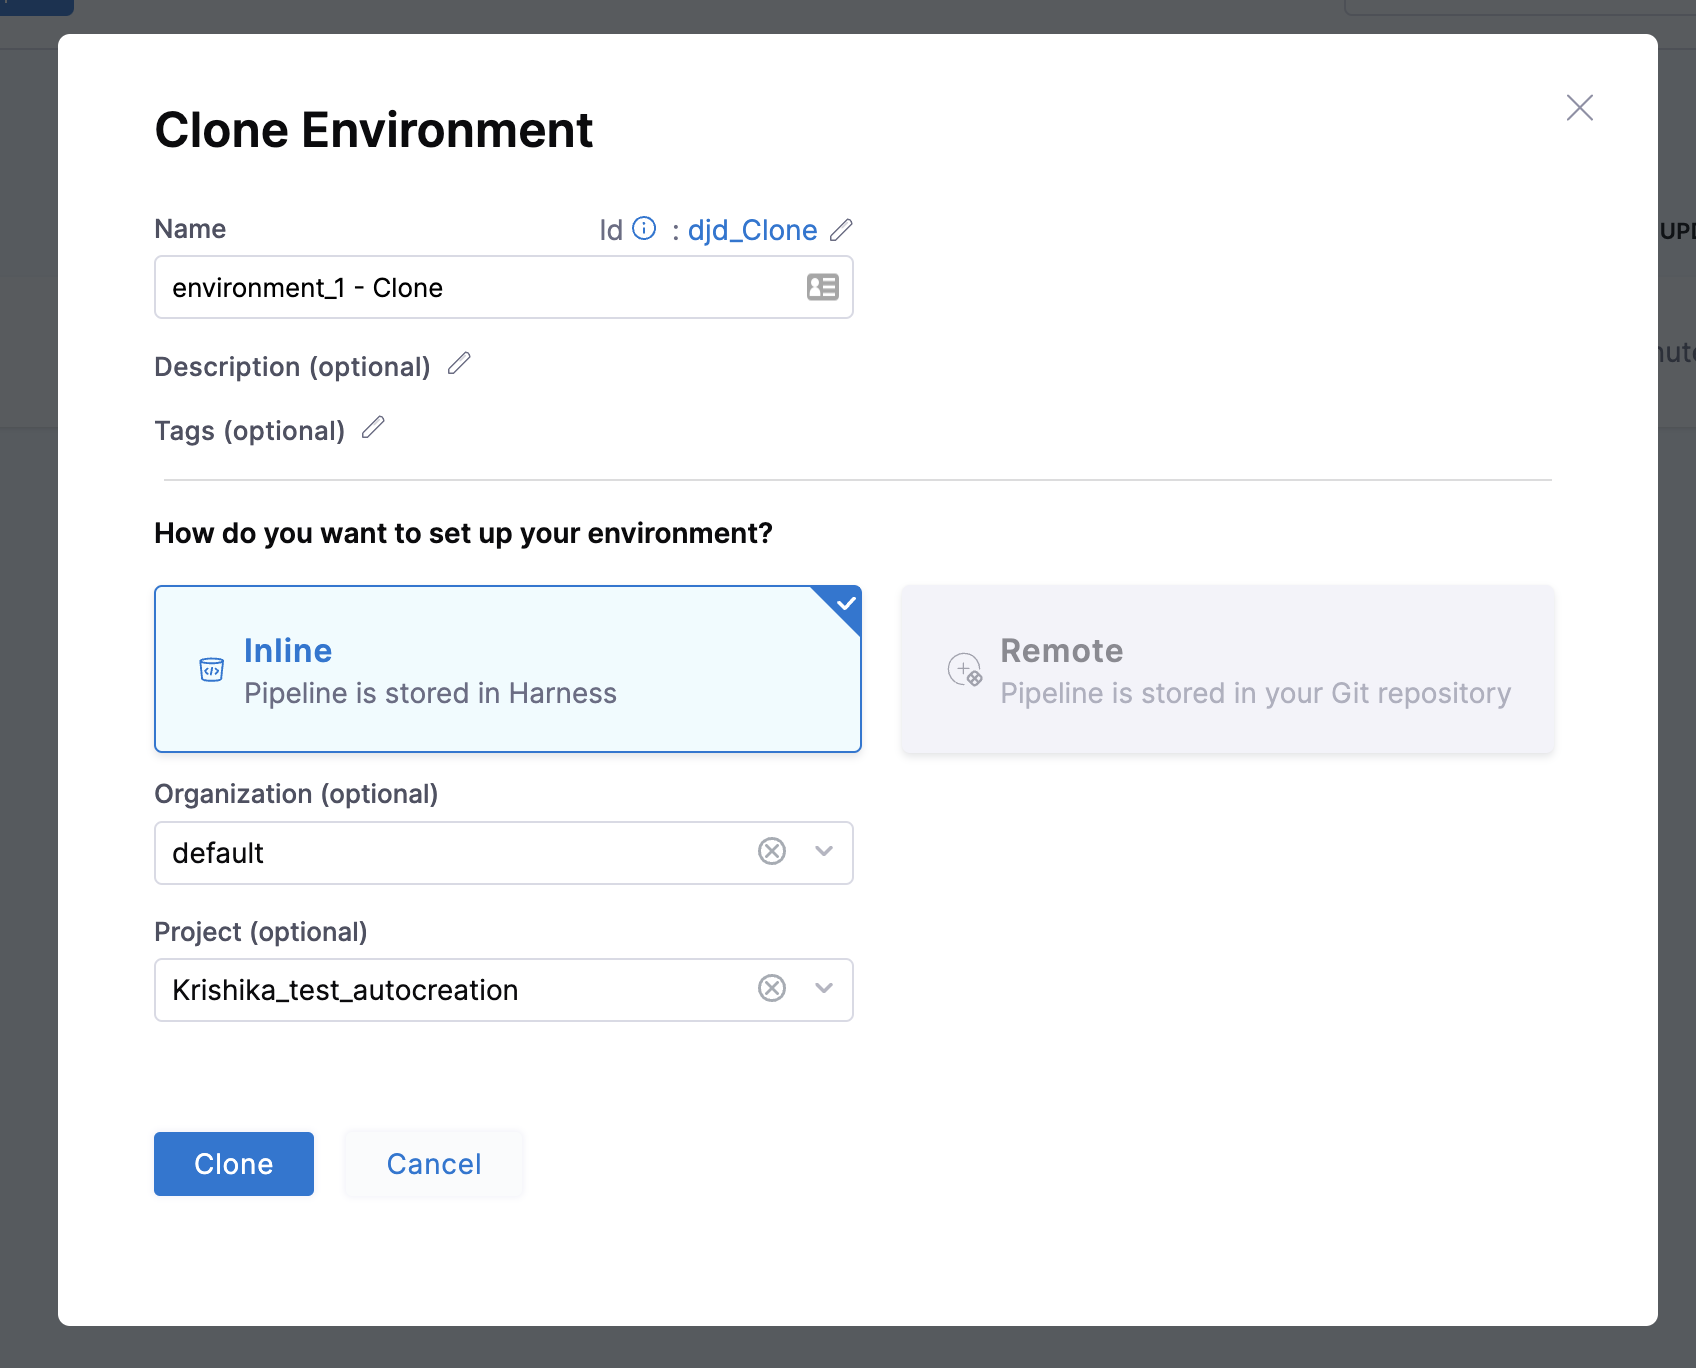 Clone Environment
Name
Id : djd_Clone
environment_1 - Clone
Description (optional)
Tags (optional)
How do you want to set up your environment?
Inline
Pipeline is stored in Harness
Remote
Pipeline is stored in your Git repository
Organization (optional)
default
Project (optional)
Krishika_test_autocreation
Clone
Cancel